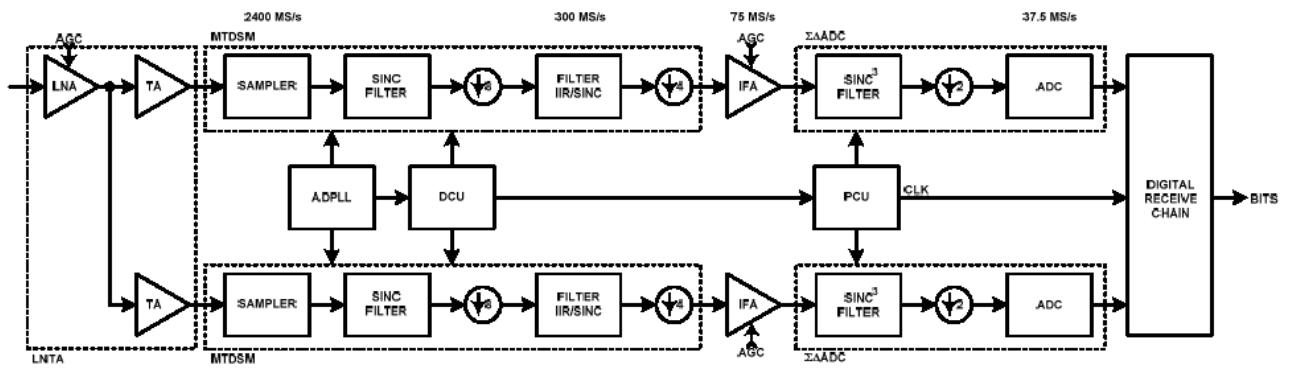 2400 MS/s 300 MS/s 75 MS/s 37.5 MS/s
AGC MTDSM AGC ΣΔADC
LNA TA SAMPLER SINC FILTER 8 FILTER IIR/SINC 4 IFA SINC³ FILTER 2 ADC
ADPLL DCU PCU CLK DIGITAL RECEIVE CHAIN BITS
TA SAMPLER SINC FILTER 8 FILTER IIR/SINC 4 IFA SINC³ FILTER 2 ADC
LNTA MTDSM AGC ΣΔADC